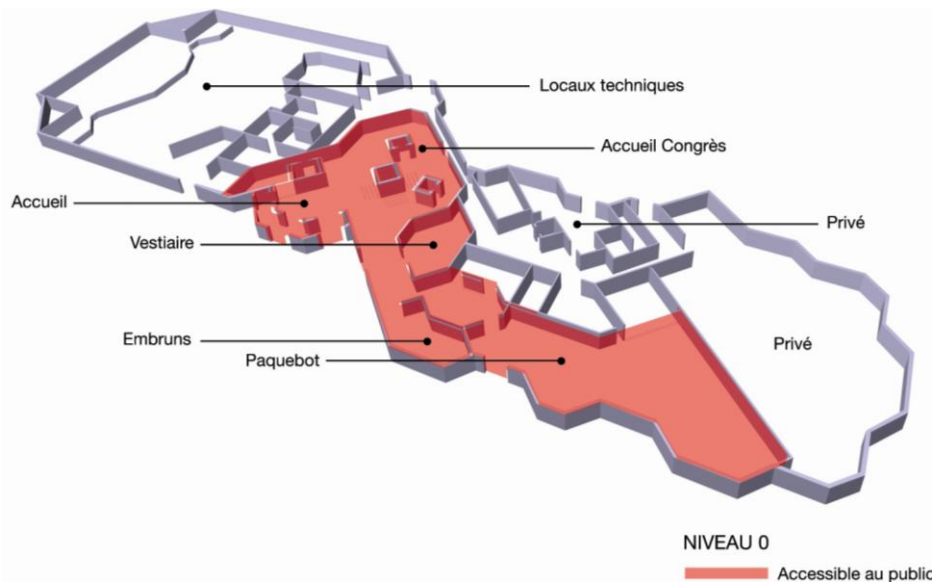 Locaux techniques
Accueil Congrès
Accueil
Privé
Vestiaire
Embruns
Paquebot
Privé
NIVEAU 0
Accessible au public